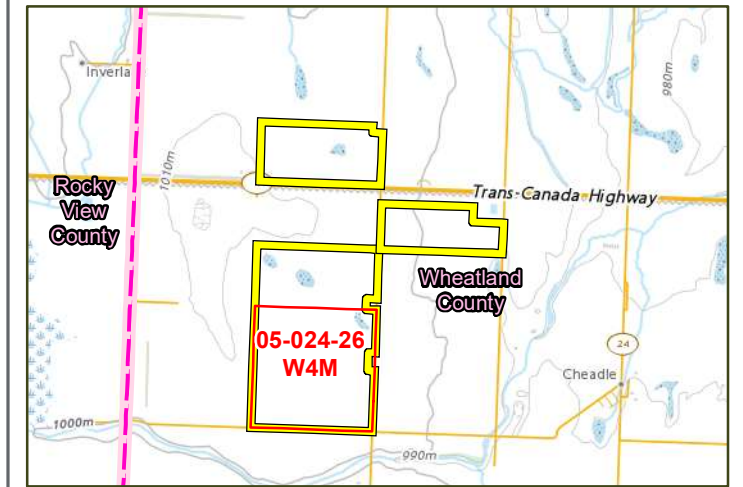 Inverla
980m
1010m
Trans-Canada-Highway
Rocky
View
County
Wheatland
County
05-024-26
W4M
24
Cheadle
1000m
990m